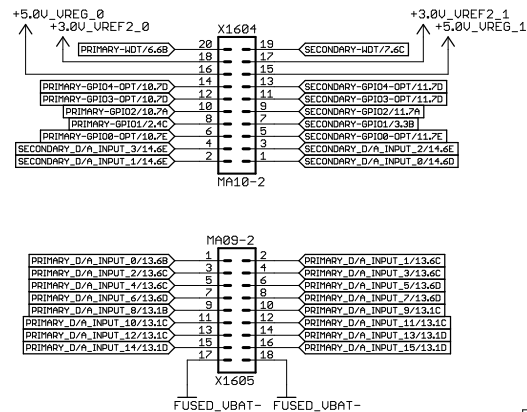 +5.0V_VREG_0
+3.0V_VREF2_0
X1604
+3.0V_VREF2_1
+5.0V_VREG_1
PRIMARY-WDT/6.6B 20 19 SECONDARY-WDT/7.6C
18 17
16 15
PRIMARY-GPIO4-OPT/10.7D 14 13 SECONDARY-GPIO4-OPT/11.7D
PRIMARY-GPIO3-OPT/10.7D 12 11 SECONDARY-GPIO3-OPT/11.7D
PRIMARY-GPIO2/10.7A 10 9 SECONDARY-GPIO2/11.7A
PRIMARY-GPIO1/2.4C 8 7 SECONDARY-GPIO1/3.3B
PRIMARY-GPIO0-OPT/10.7E 6 5 SECONDARY-GPIO0-OPT/11.7E
SECONDARY_D/A_INPUT_3/14.6E 4 3 SECONDARY_D/A_INPUT_2/14.6E
SECONDARY_D/A_INPUT_1/14.6E 2 1 SECONDARY_D/A_INPUT_0/14.6D
MA10-2
MA09-2
PRIMARY_D/A_INPUT_0/13.6B 1 2 PRIMARY_D/A_INPUT_1/13.6C
PRIMARY_D/A_INPUT_2/13.6C 3 4 PRIMARY_D/A_INPUT_3/13.6C
PRIMARY_D/A_INPUT_4/13.6C 5 6 PRIMARY_D/A_INPUT_5/13.6D
PRIMARY_D/A_INPUT_6/13.6D 7 8 PRIMARY_D/A_INPUT_7/13.6D
PRIMARY_D/A_INPUT_8/13.1B 9 10 PRIMARY_D/A_INPUT_9/13.1C
PRIMARY_D/A_INPUT_10/13.1C 11 12 PRIMARY_D/A_INPUT_11/13.1C
PRIMARY_D/A_INPUT_12/13.1C 13 14 PRIMARY_D/A_INPUT_13/13.1D
PRIMARY_D/A_INPUT_14/13.1D 15 16 PRIMARY_D/A_INPUT_15/13.1D
17 18
X1605
FUSED_VBAT- FUSED_VBAT-